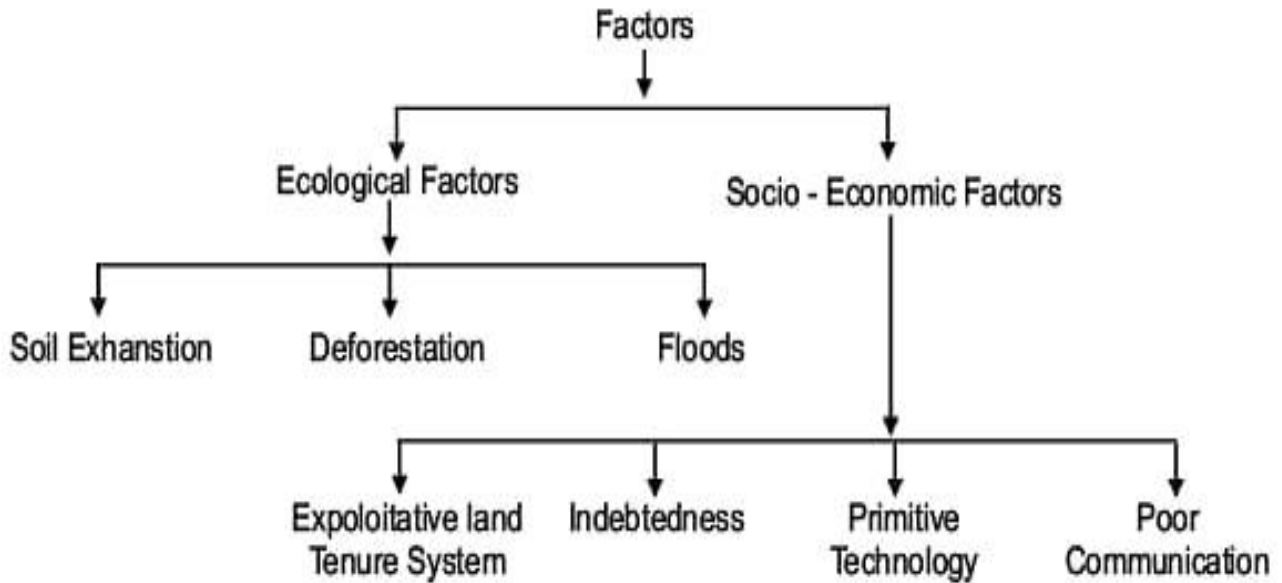 Factors
Ecological Factors
Socio - Economic Factors
Soil Exhanstion
Deforestation
Floods
Expoloitative land
Tenure System
Indebtedness
Primitive
Technology
Poor
Communication